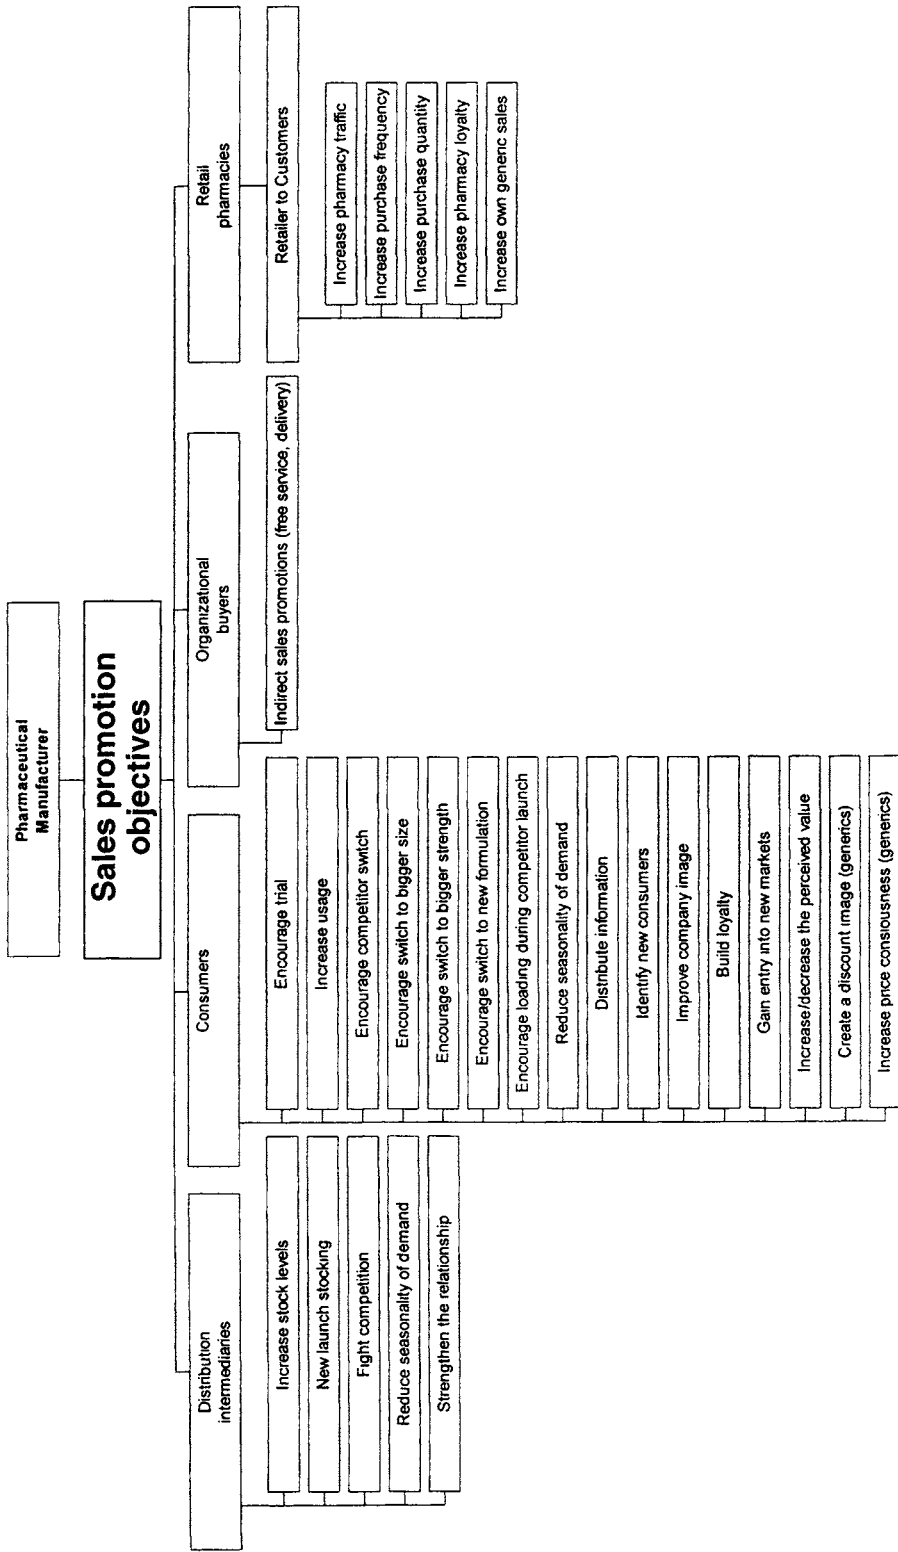 Pharmaceutical
Manufacturer
Sales promotion
objectives
Distribution
intermediaries
Increase stock levels
New launch stocking
Fight competition
Reduce seasonality of demand
Strengthen the relationship
Consumers
Encourage trial
Increase usage
Encourage competitor switch
Encourage switch to bigger size
Encourage switch to bigger strength
Encourage switch to new formulation
Encourage loading during competitor launch
Reduce seasonality of demand
Distribute information
Identify new consumers
Improve company image
Build loyalty
Gain entry into new markets
Increase/decrease the perceived value
Create a discount image (generics)
Increase price consiousness (generics)
Organizational
buyers
Indirect sales promotions (free service, delivery)
Retail
pharmacies
Retailer to Customers
Increase pharmacy traffic
Increase purchase frequency
Increase purchase quantity
Increase pharmacy loyalty
Increase own generic sales